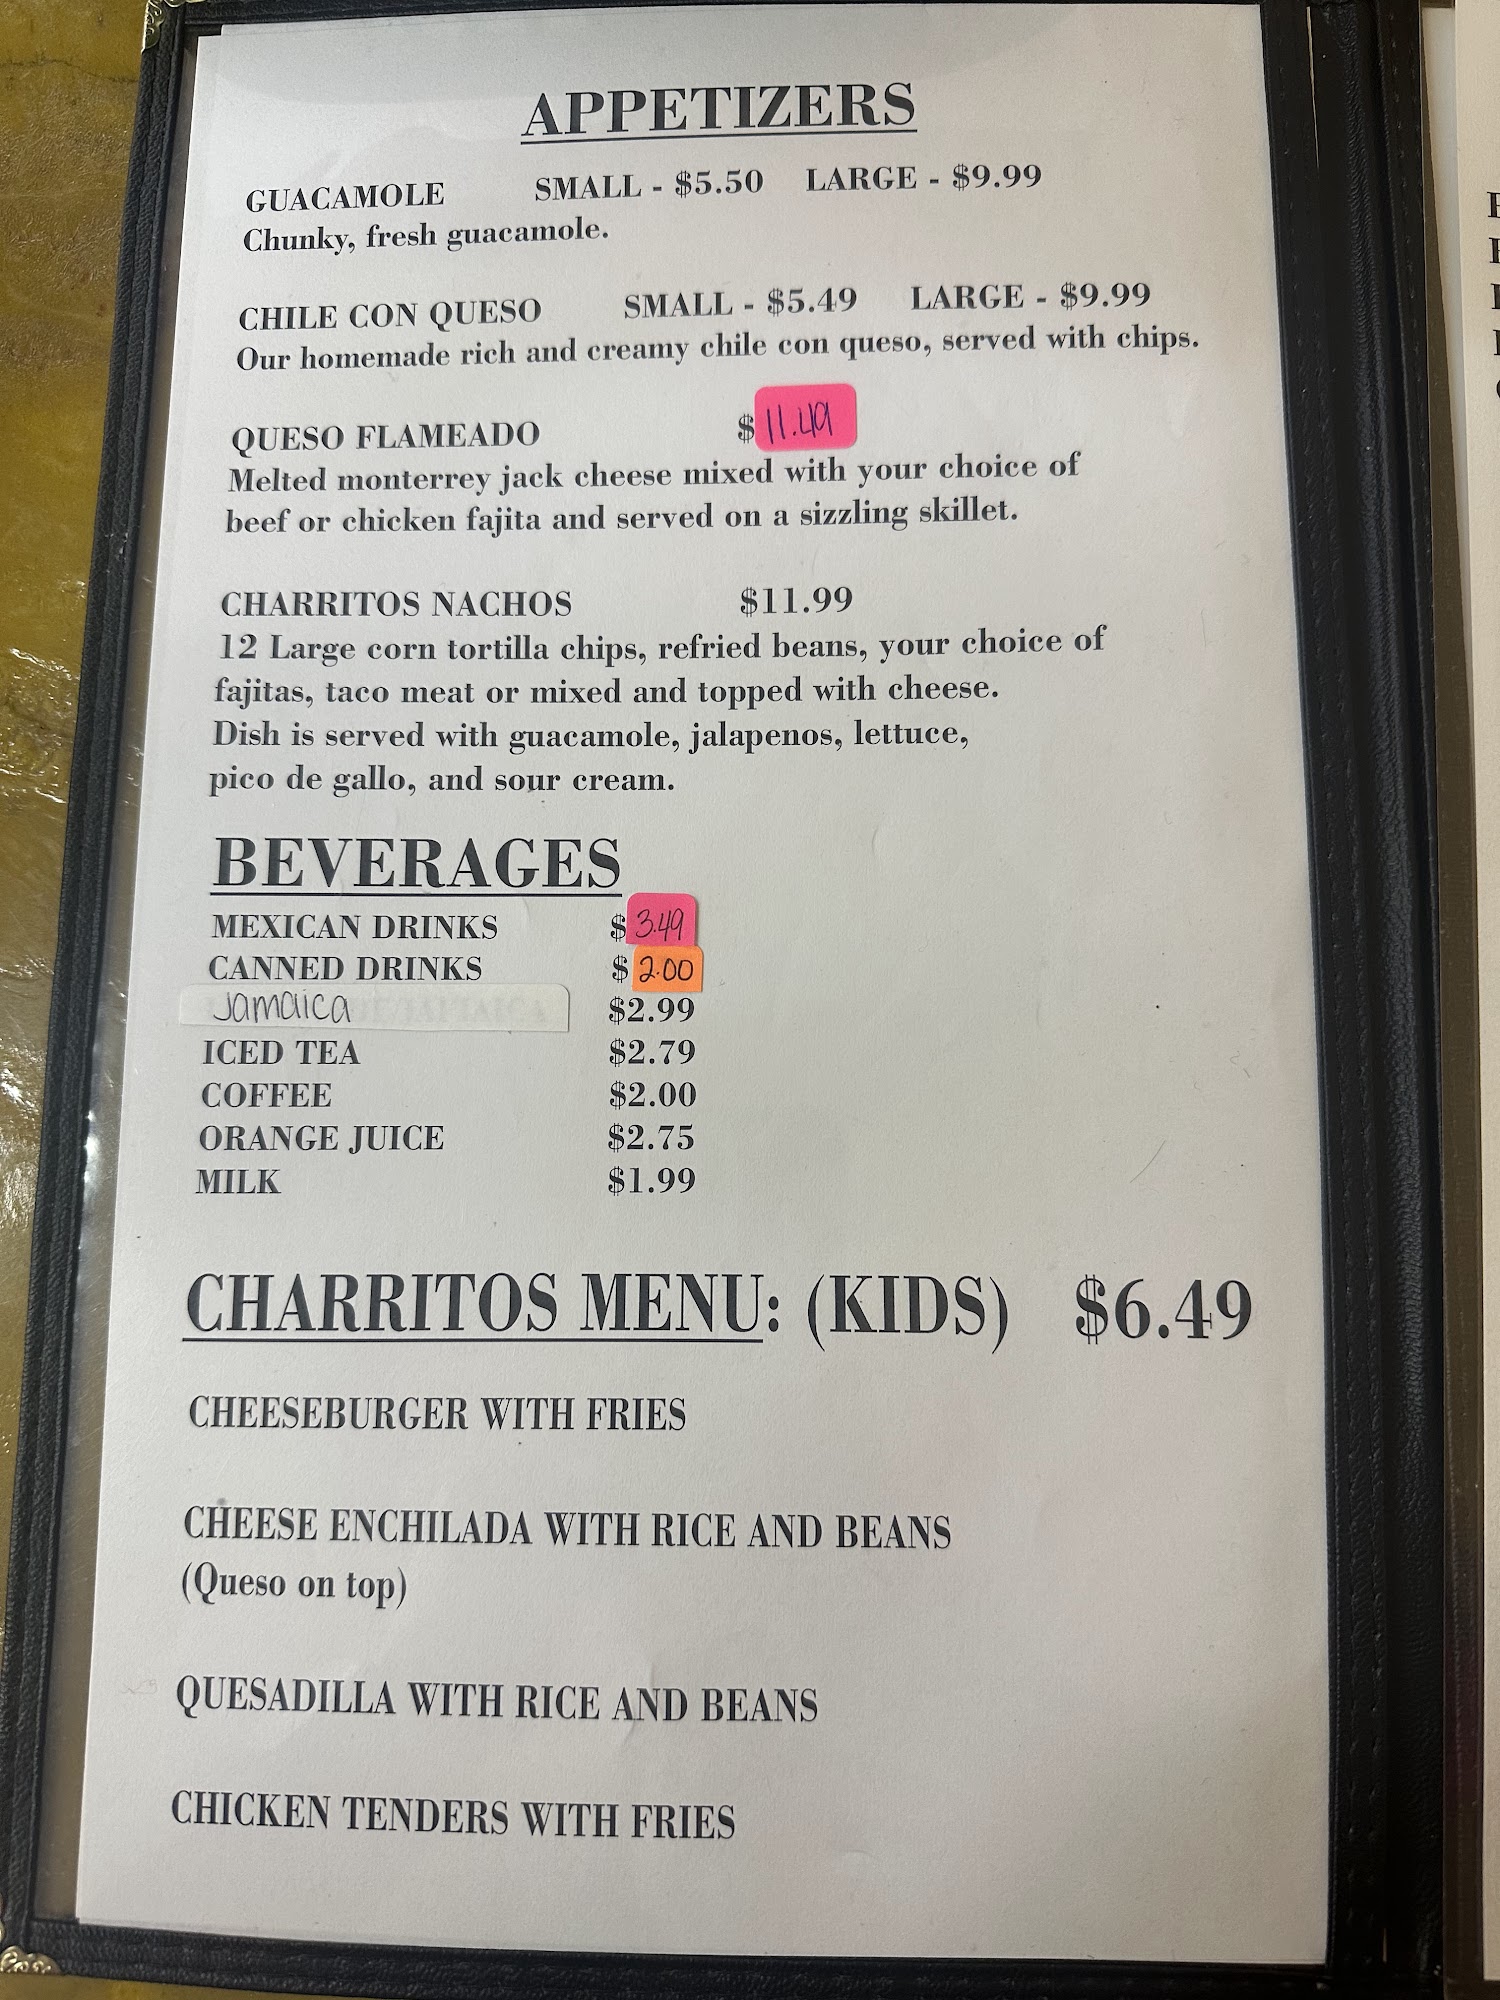 APPETIZERS
GUACAMOLE SMALL - $5.50 LARGE - $9.99
Chunky, fresh guacamole.
CHILE CON QUESO SMALL - $5.49 LARGE - $9.99
Our homemade rich and creamy chile con queso, served with chips.
QUESO FLAMEADO $11.49
Melted monterrey jack cheese mixed with your choice of
beef or chicken fajita and served on a sizzling skillet.
CHARRITOS NACHOS $11.99
12 Large corn tortilla chips, refried beans, your choice of
fajitas, taco meat or mixed and topped with cheese.
Dish is served with guacamole, jalapenos, lettuce,
pico de gallo, and sour cream.
BEVERAGES
MEXICAN DRINKS $3.49
CANNED DRINKS $2.00
Jamaica $2.99
ICED TEA $2.79
COFFEE $2.00
ORANGE JUICE $2.75
MILK $1.99
CHARRITOS MENU: (KIDS) $6.49
CHEESEBURGER WITH FRIES
CHEESE ENCHILADA WITH RICE AND BEANS
(Queso on top)
QUESADILLA WITH RICE AND BEANS
CHICKEN TENDERS WITH FRIES